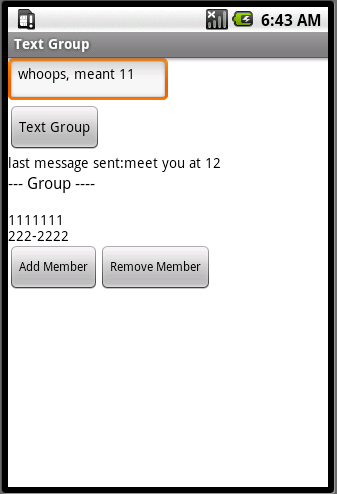 6:43 AM
Text Group
whoops, meant 11
Text Group
last message sent:meet you at 12
--- Group ----
1111111
222-2222
Add Member Remove Member